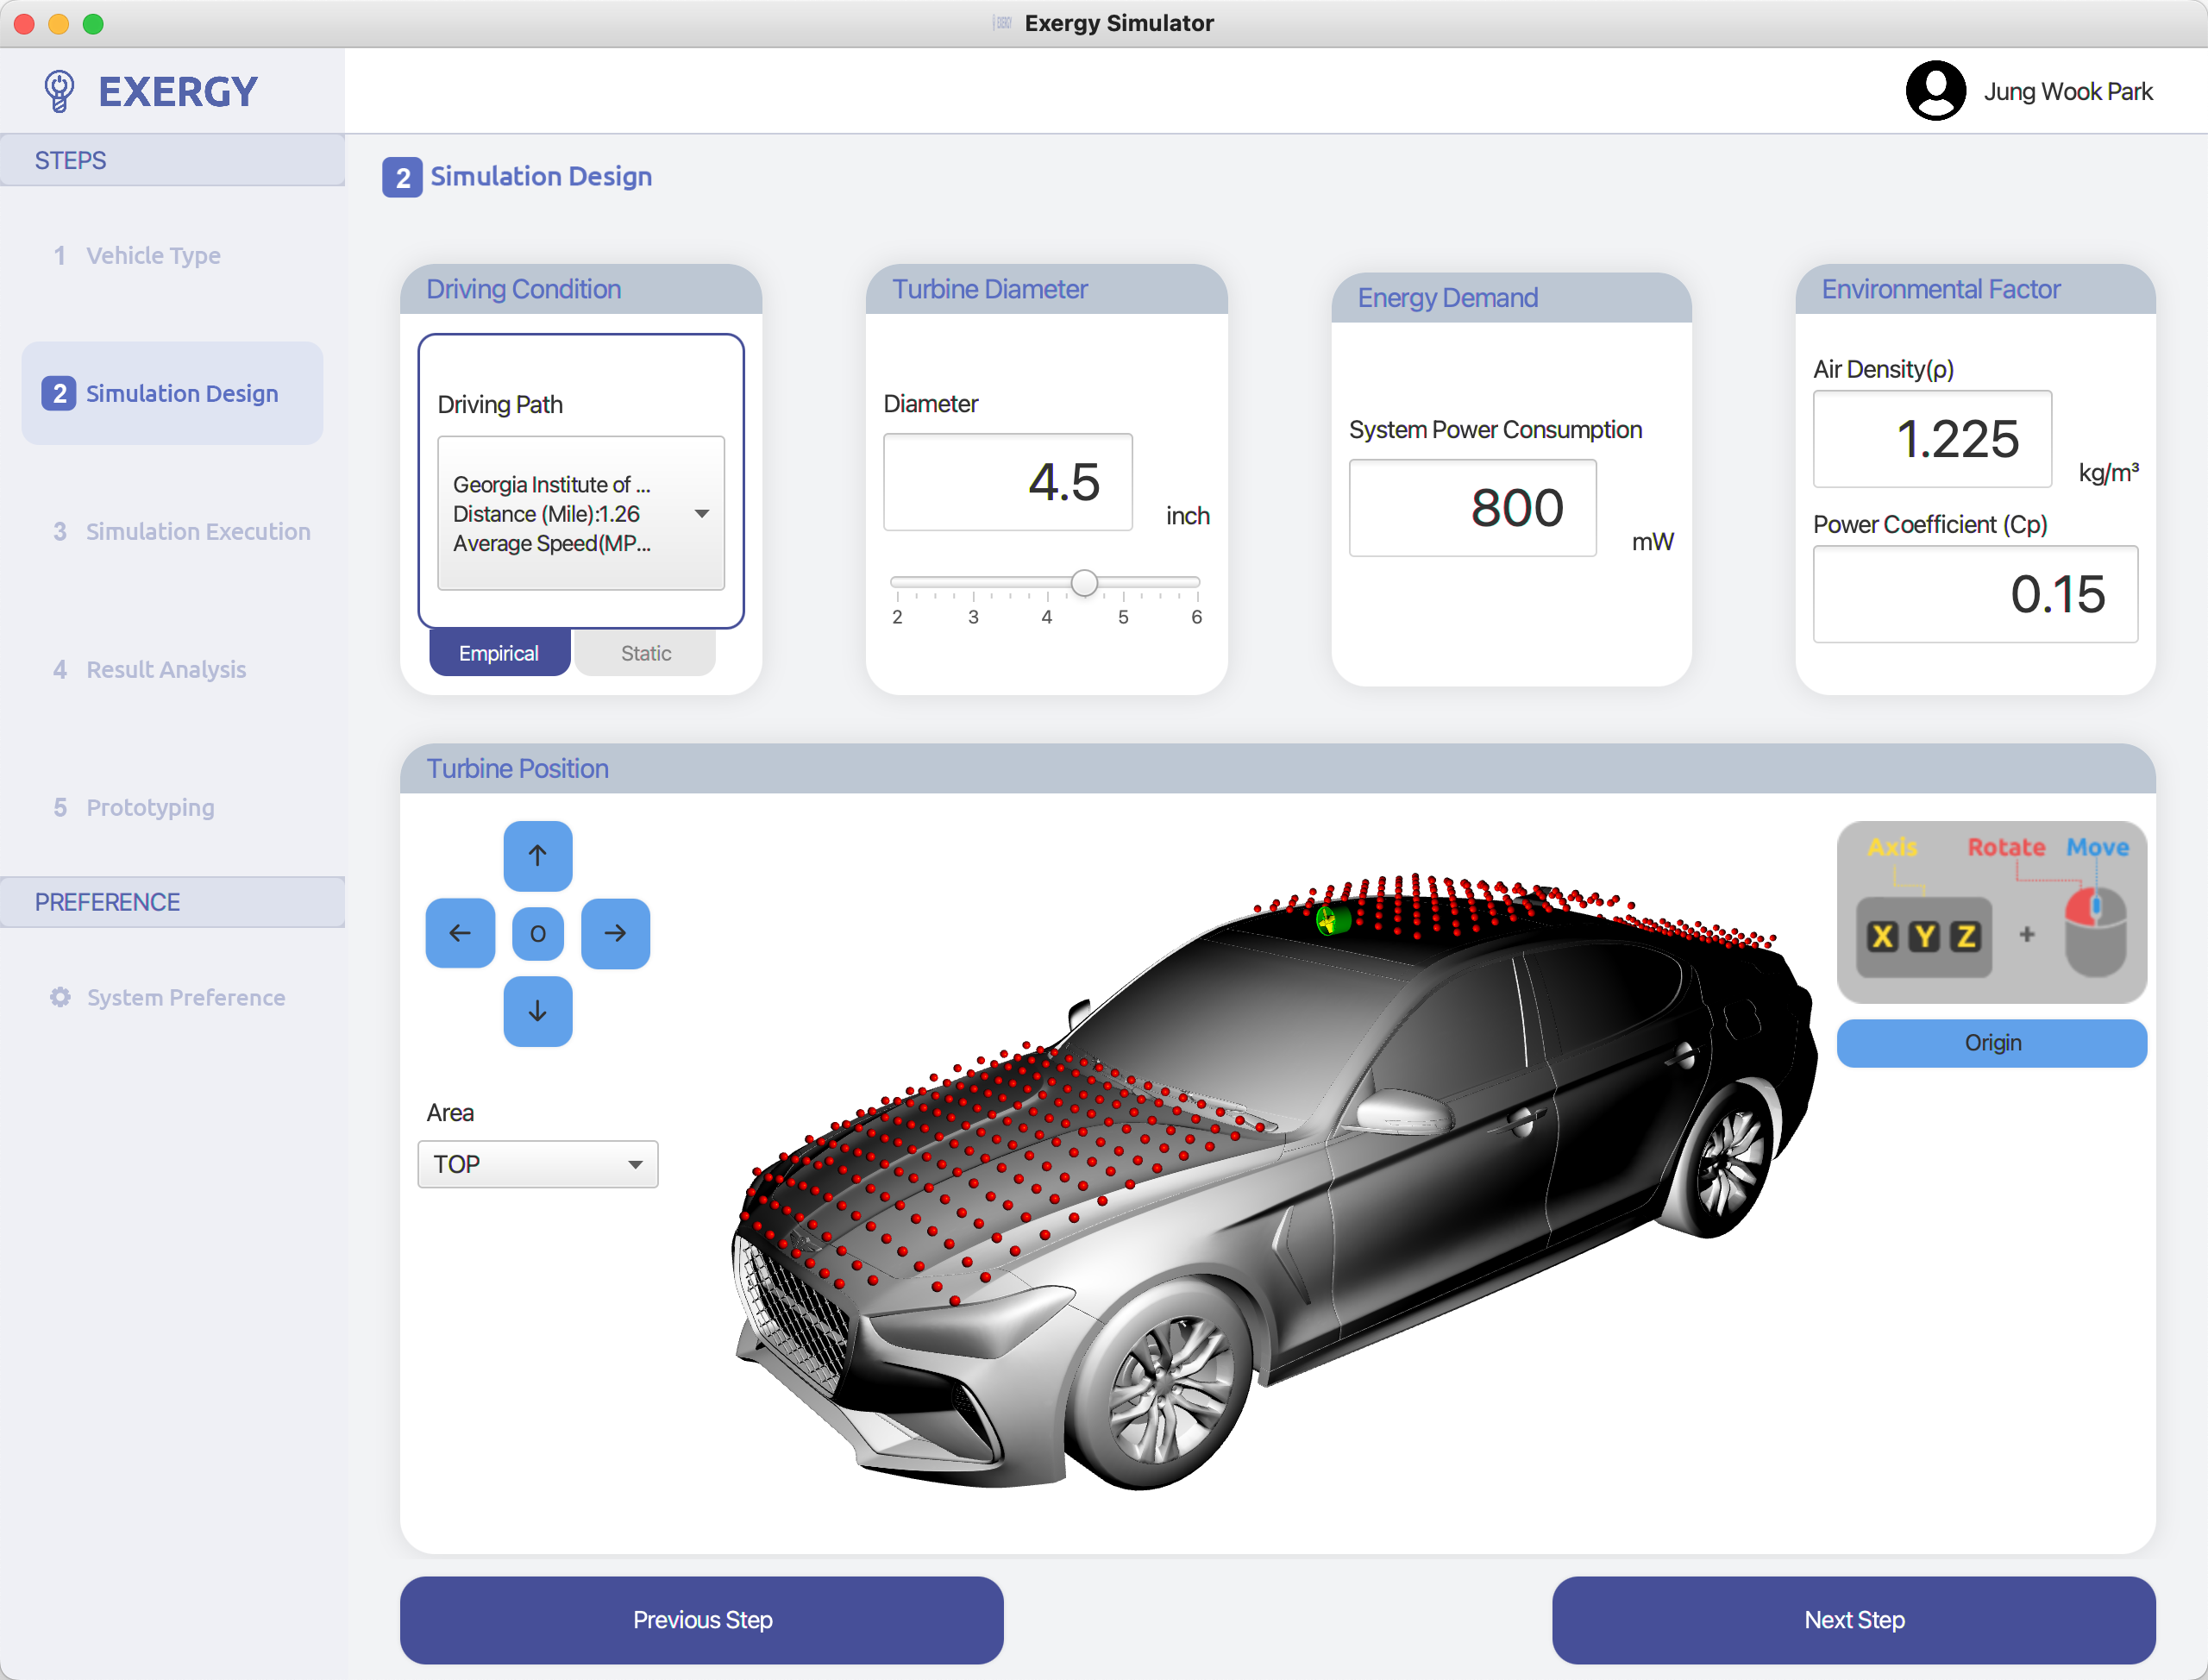 Exergy Simulator
EXERGY
Jung Wook Park
STEPS
1 Vehicle Type
2 Simulation Design
3 Simulation Execution
4 Result Analysis
5 Prototyping
PREFERENCE
System Preference
2 Simulation Design
Driving Condition
Driving Path
Georgia Institute of ...
Distance (Mile):1.26
Average Speed(MP...
Empirical
Static
Turbine Diameter
Diameter
4.5
inch
2 3 4 5 6
Energy Demand
System Power Consumption
800
mW
Environmental Factor
Air Density(ρ)
1.225
kg/m³
Power Coefficient (Cp)
0.15
Turbine Position
↑
← O →
↓
Area
TOP
Axis Rotate Move
X Y Z +
Origin
Previous Step
Next Step